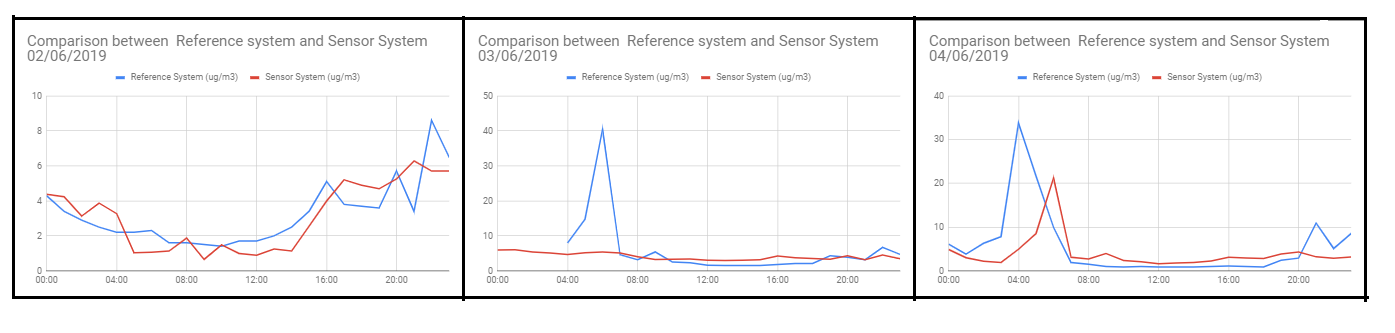 Comparison between  Reference system and Sensor System
02/06/2019
Reference System (ug/m3) Sensor System (ug/m3)
10
8
6
4
2
0
00:00 04:00 08:00 12:00 16:00 20:00
Comparison between  Reference system and Sensor System
03/06/2019
Reference System (ug/m3) Sensor System (ug/m3)
50
40
30
20
10
0
00:00 04:00 08:00 12:00 16:00 20:00
Comparison between  Reference system and Sensor System
04/06/2019
Reference System (ug/m3) Sensor System (ug/m3)
40
30
20
10
0
00:00 04:00 08:00 12:00 16:00 20:00